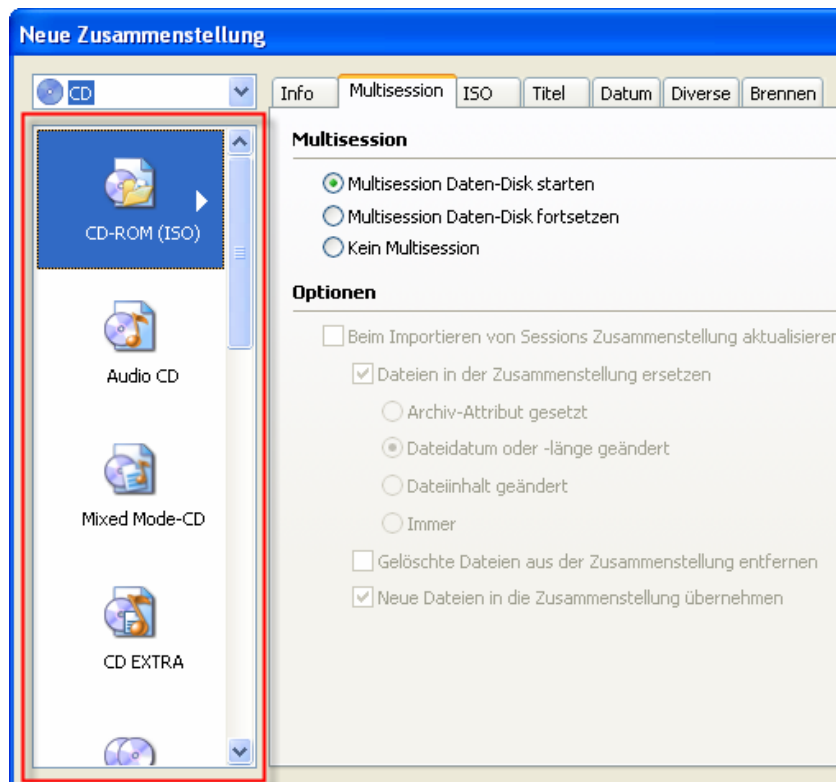 Neue Zusammenstellung
CD
Info Multisession ISO Titel Datum Diverse Brennen
CD-ROM (ISO)
Audio CD
Mixed Mode-CD
CD EXTRA
Multisession
Multisession Daten-Disk starten
Multisession Daten-Disk fortsetzen
Kein Multisession
Optionen
Beim Importieren von Sessions Zusammenstellung aktualisieren
Dateien in der Zusammenstellung ersetzen
Archiv-Attribut gesetzt
Dateidatum oder -länge geändert
Dateiinhalt geändert
Immer
Gelöschte Dateien aus der Zusammenstellung entfernen
Neue Dateien in die Zusammenstellung übernehmen